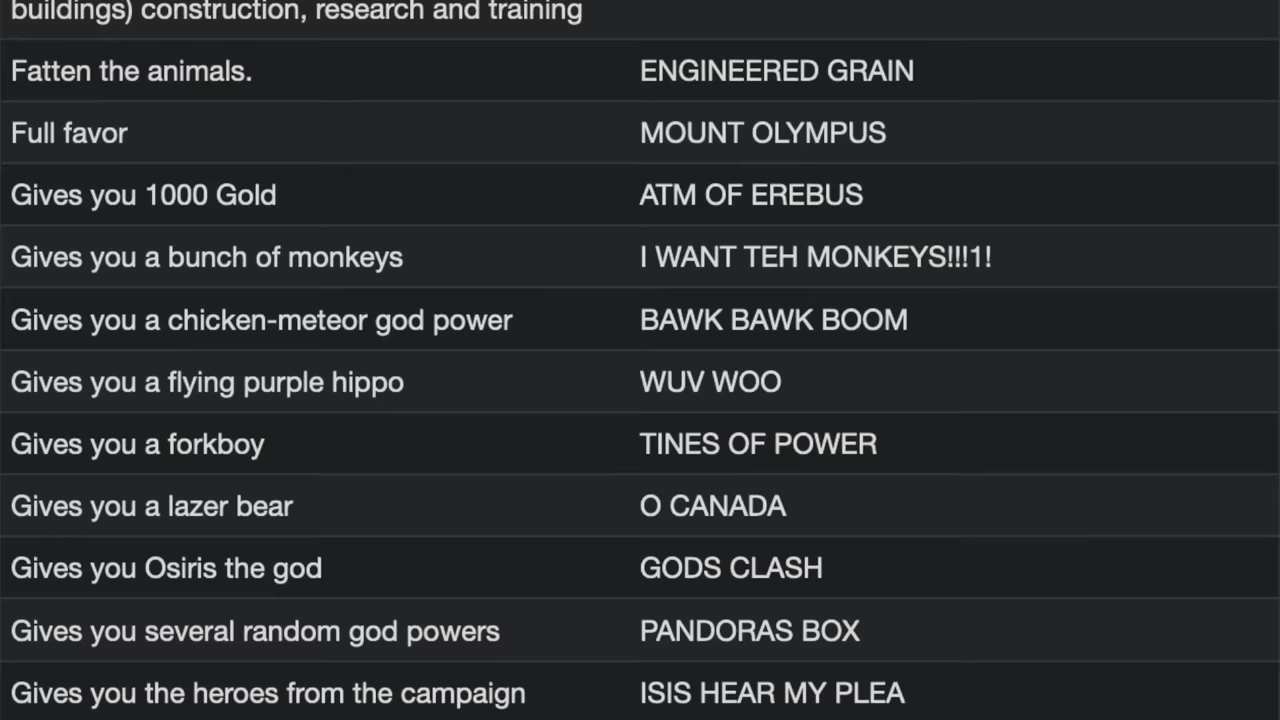 buildings) construction, research and training
Fatten the animals. ENGINEERED GRAIN
Full favor MOUNT OLYMPUS
Gives you 1000 Gold ATM OF EREBUS
Gives you a bunch of monkeys I WANT TEH MONKEYS!!!1!
Gives you a chicken-meteor god power BAWK BAWK BOOM
Gives you a flying purple hippo WUV WOO
Gives you a forkboy TINES OF POWER
Gives you a lazer bear O CANADA
Gives you Osiris the god GODS CLASH
Gives you several random god powers PANDORAS BOX
Gives you the heroes from the campaign ISIS HEAR MY PLEA